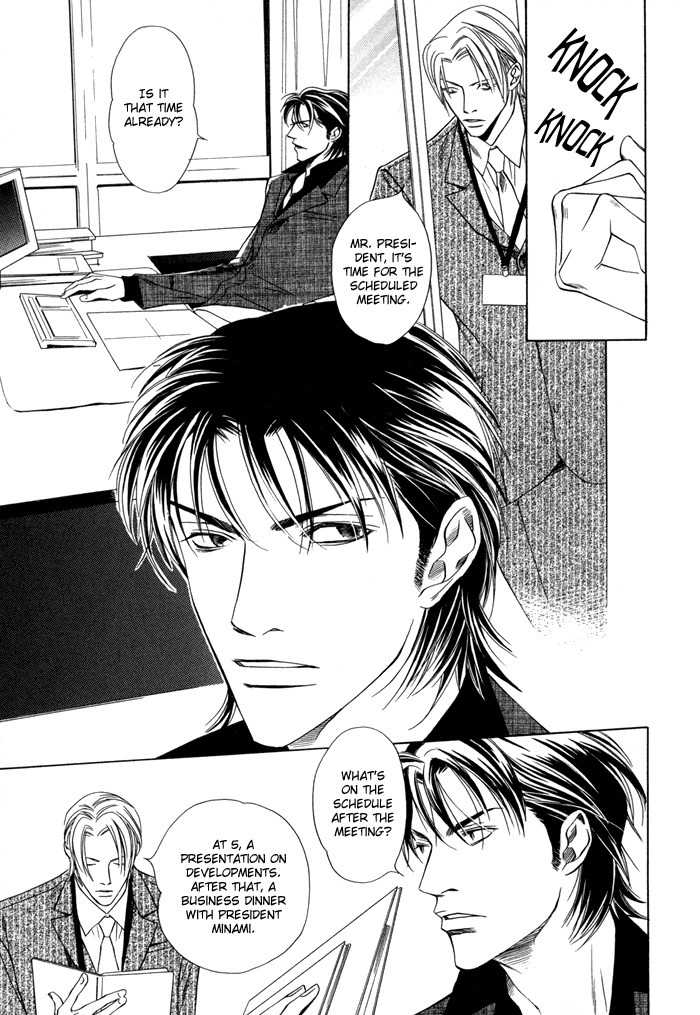 KNOCK
KNOCK
MR. PRESI-
DENT, IT'S
TIME FOR THE
SCHEDULED
MEETING.
IS IT
THAT TIME
ALREADY?
WHAT'S
ON THE
SCHEDULE
AFTER THE
MEETING?
AT 5, A
PRESENTATION ON
DEVELOPMENTS.
AFTER THAT, A
BUSINESS DINNER
WITH PRESIDENT
MINAMI.